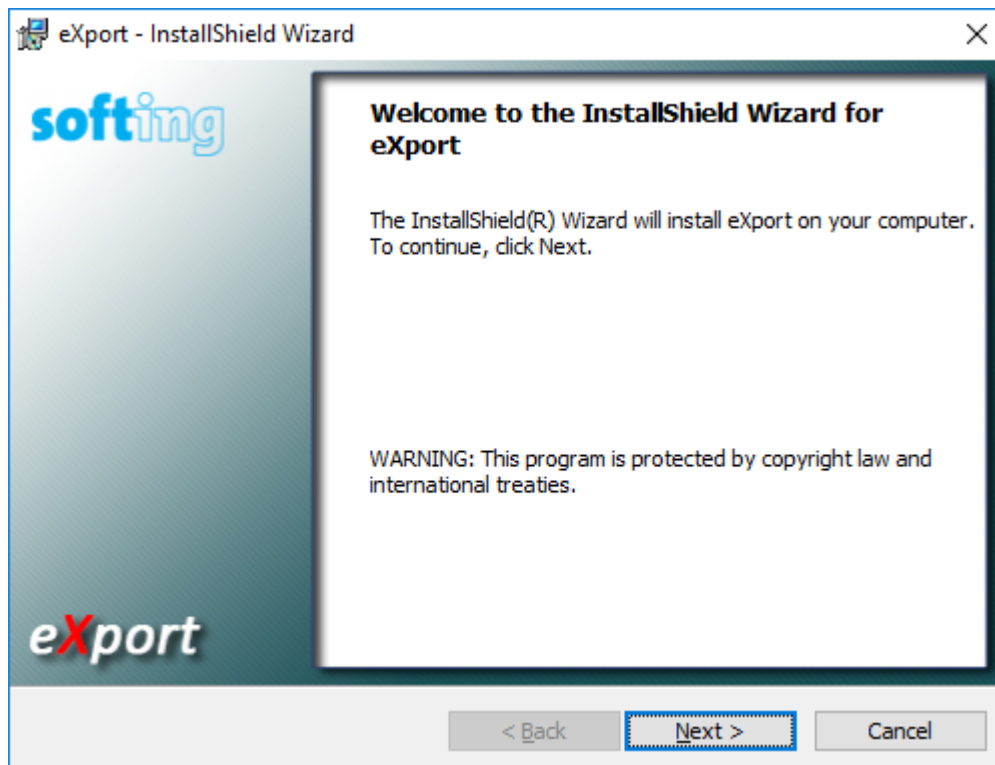 eXport - InstallShield Wizard
softing
Welcome to the InstallShield Wizard for
eXport
The InstallShield(R) Wizard will install eXport on your computer.
To continue, click Next.
WARNING: This program is protected by copyright law and
international treaties.
eXport
< Back
Next >
Cancel